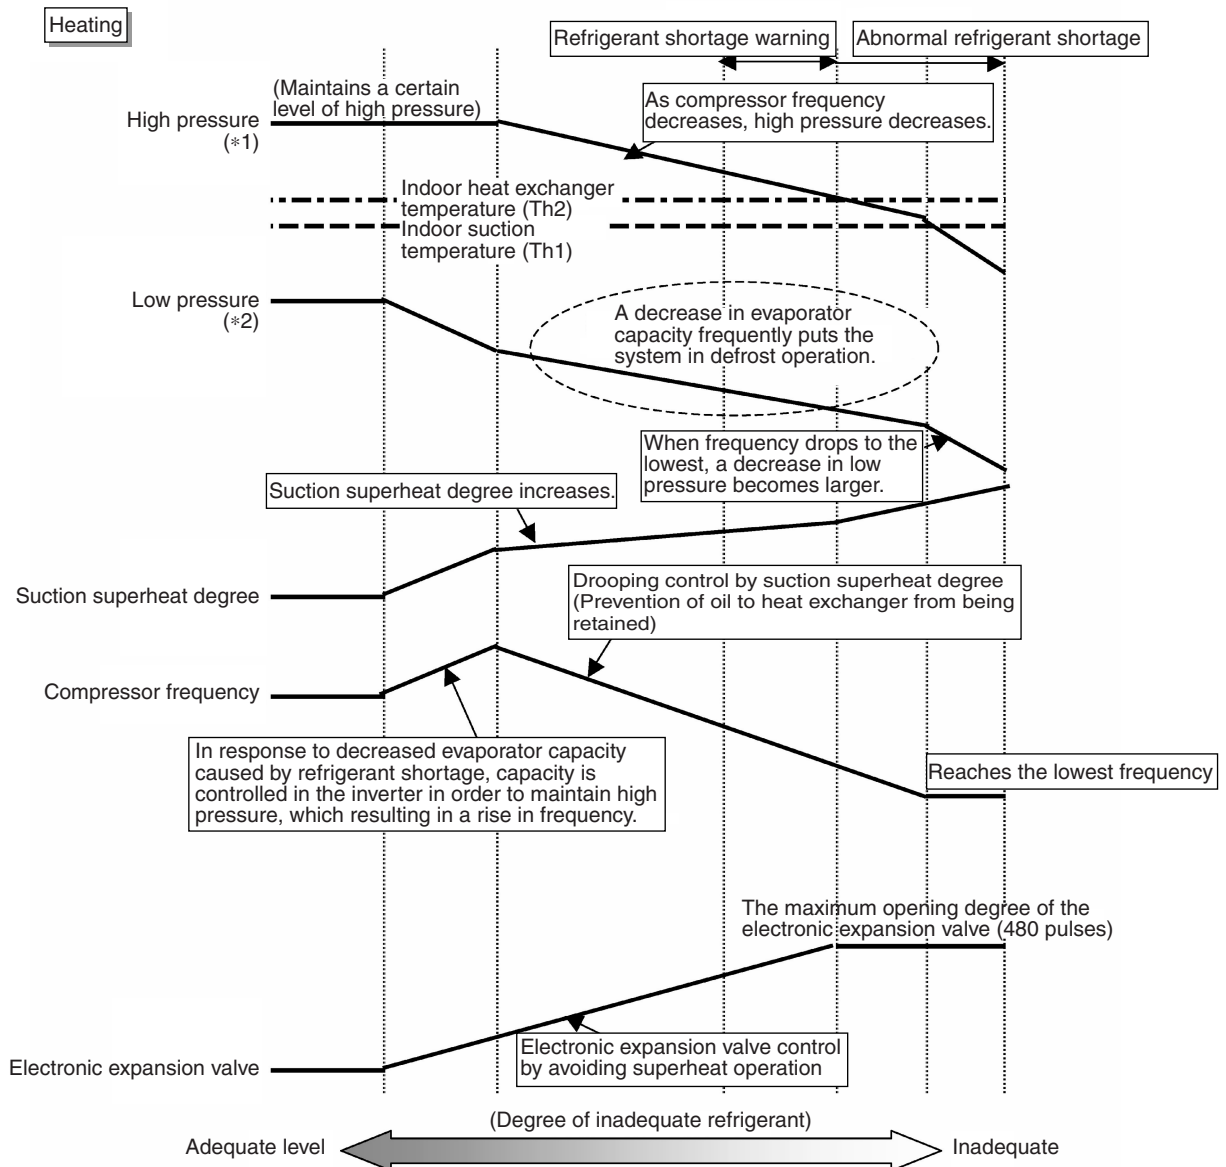 Heating
Refrigerant shortage warning
Abnormal refrigerant shortage
(Maintains a certain
level of high pressure)
High pressure
(*1)
As compressor frequency
decreases, high pressure decreases.
Indoor heat exchanger
temperature (Th2)
Indoor suction
temperature (Th1)
Low pressure
(*2)
A decrease in evaporator
capacity frequently puts the
system in defrost operation.
When frequency drops to the
lowest, a decrease in low
pressure becomes larger.
Suction superheat degree increases.
Suction superheat degree
Drooping control by suction superheat degree
(Prevention of oil to heat exchanger from being
retained)
Compressor frequency
In response to decreased evaporator capacity
caused by refrigerant shortage, capacity is
controlled in the inverter in order to maintain high
pressure, which resulting in a rise in frequency.
Reaches the lowest frequency
The maximum opening degree of the
electronic expansion valve (480 pulses)
Electronic expansion valve
Electronic expansion valve control
by avoiding superheat operation
(Degree of inadequate refrigerant)
Adequate level
Inadequate